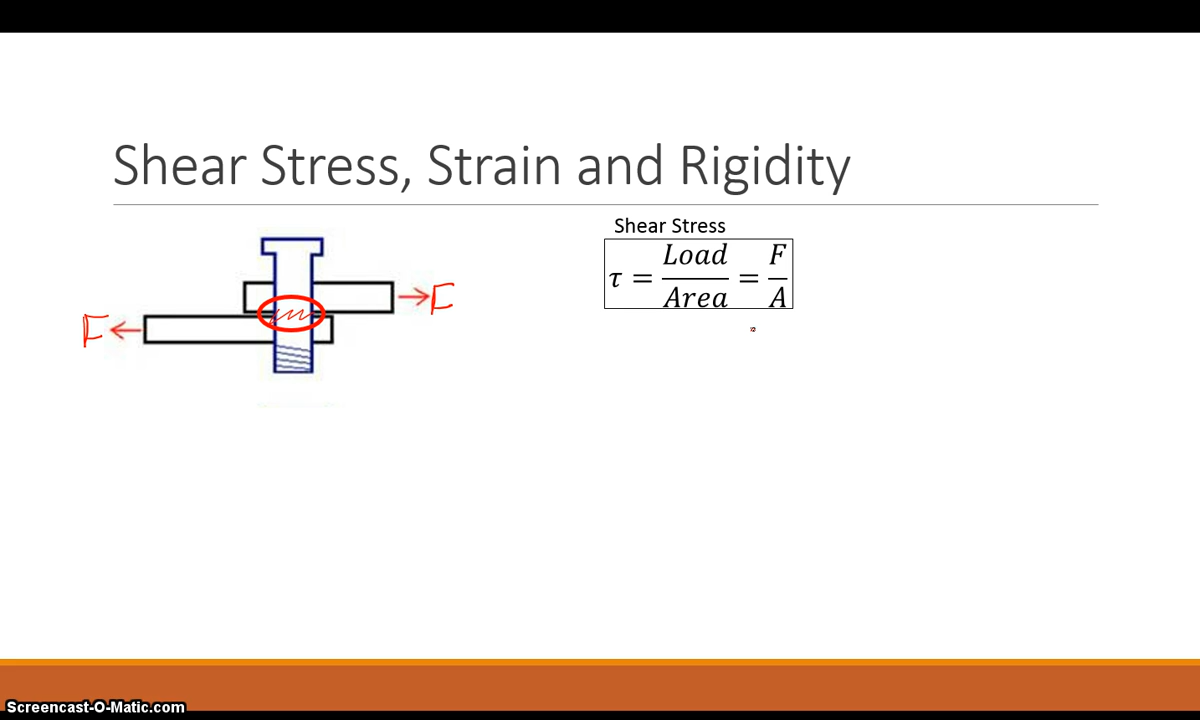 Shear Stress, Strain and Rigidity
Shear Stress
τ = Load / Area = F / A
F
F
Screencast-O-Matic.com